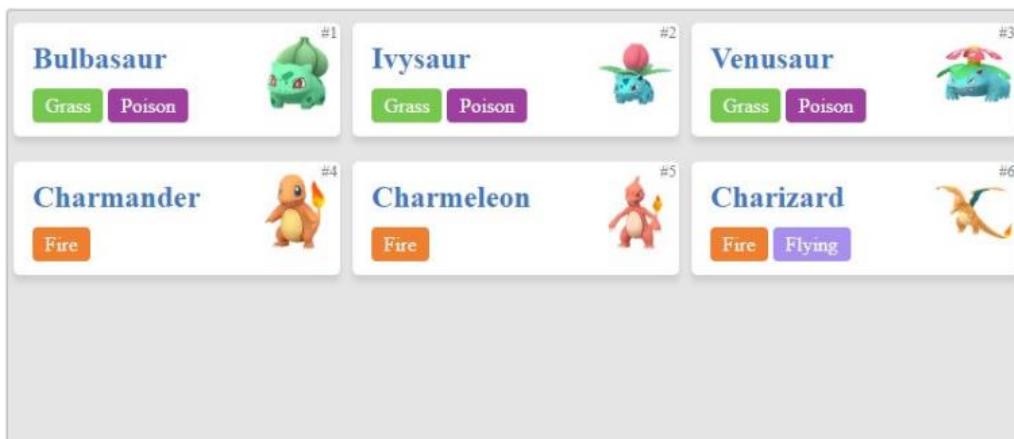 #1
Bulbasaur
Grass Poison
#2
Ivysaur
Grass Poison
#3
Venusaur
Grass Poison
#4
Charmander
Fire
#5
Charmeleon
Fire
#6
Charizard
Fire Flying